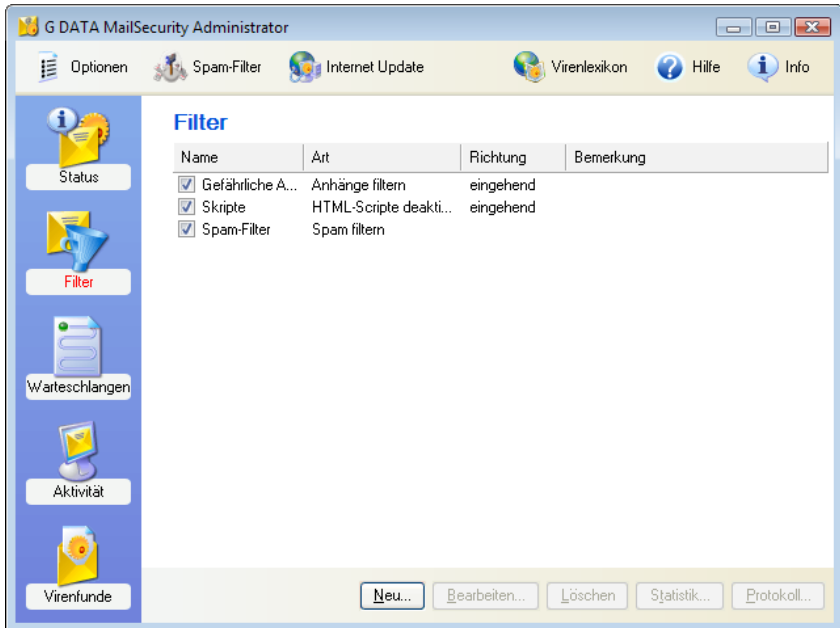 G DATA MailSecurity Administrator
Optionen Spam-Filter Internet Update Virenlexikon Hilfe Info
Status
Filter
Warteschlangen
Aktivität
Virenfunde
Filter
Name Art Richtung Bemerkung
Gefährliche A... Anhänge filtern eingehend
Skripte HTML-Scripte deakti... eingehend
Spam-Filter Spam filtern
Neu... Bearbeiten... Löschen Statistik... Protokoll...